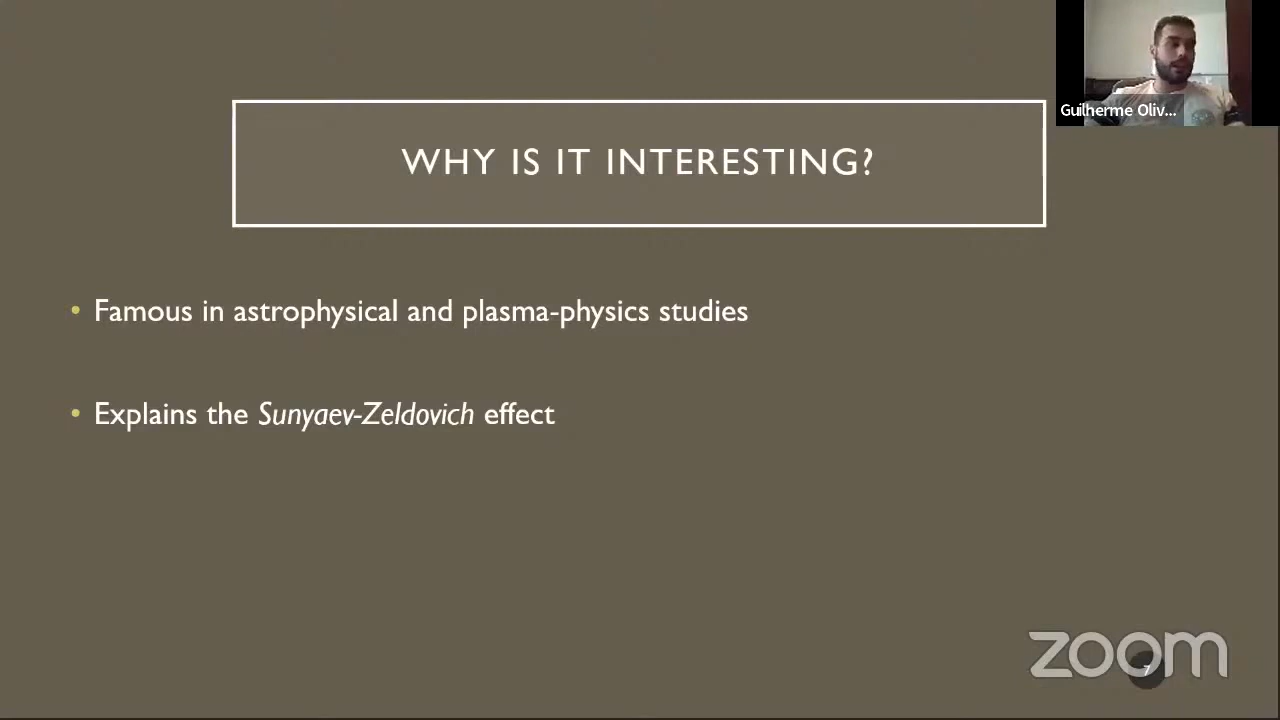 Guilherme Oliv...
WHY IS IT INTERESTING?
• Famous in astrophysical and plasma-physics studies
• Explains the Sunyaev-Zeldovich effect
zoom
7